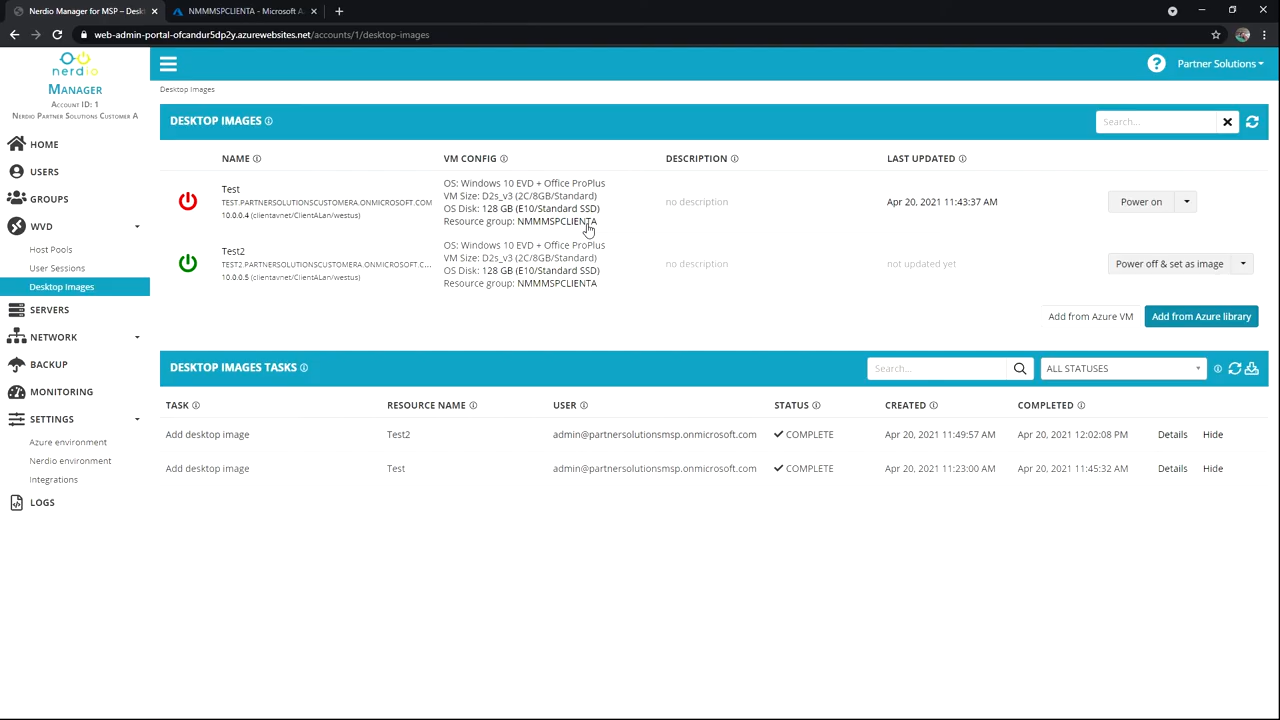 Nerdio Manager for MSP – Desk
NMMMSPCLIENTA - Microsoft A
web-admin-portal-ofcandur5dp2y.azurewebsites.net/accounts/1/desktop-images
nerdio
MANAGER
ACCOUNT ID: 1
NERDIO PARTNER SOLUTIONS CUSTOMER A
HOME
USERS
GROUPS
WVD
Host Pools
User Sessions
Desktop Images
SERVERS
NETWORK
BACKUP
MONITORING
SETTINGS
Azure environment
Nerdio environment
Integrations
LOGS
Partner Solutions
Desktop Images
DESKTOP IMAGES
Search...
NAME VM CONFIG DESCRIPTION LAST UPDATED
Test
TEST.PARTNERSOLUTIONSCUSTOMERA.ONMICROSOFT.COM
10.0.0.4 (clientavnet/ClientALan/westus)
OS: Windows 10 EVD + Office ProPlus
VM Size: D2s_v3 (2C/8GB/Standard)
OS Disk: 128 GB (E10/Standard SSD)
Resource group: NMMMSPCLIENTA
no description
Apr 20, 2021 11:43:37 AM
Power on
Test2
TEST2.PARTNERSOLUTIONSCUSTOMERA.ONMICROSOFT.C...
10.0.0.5 (clientavnet/ClientALan/westus)
OS: Windows 10 EVD + Office ProPlus
VM Size: D2s_v3 (2C/8GB/Standard)
OS Disk: 128 GB (E10/Standard SSD)
Resource group: NMMMSPCLIENTA
no description
not updated yet
Power off & set as image
Add from Azure VM
Add from Azure library
DESKTOP IMAGES TASKS
Search...
ALL STATUSES
TASK RESOURCE NAME USER STATUS CREATED COMPLETED
Add desktop image Test2 admin@partnersolutionsmsp.onmicrosoft.com COMPLETE Apr 20, 2021 11:49:57 AM Apr 20, 2021 12:02:08 PM Details Hide
Add desktop image Test admin@partnersolutionsmsp.onmicrosoft.com COMPLETE Apr 20, 2021 11:23:00 AM Apr 20, 2021 11:45:32 AM Details Hide